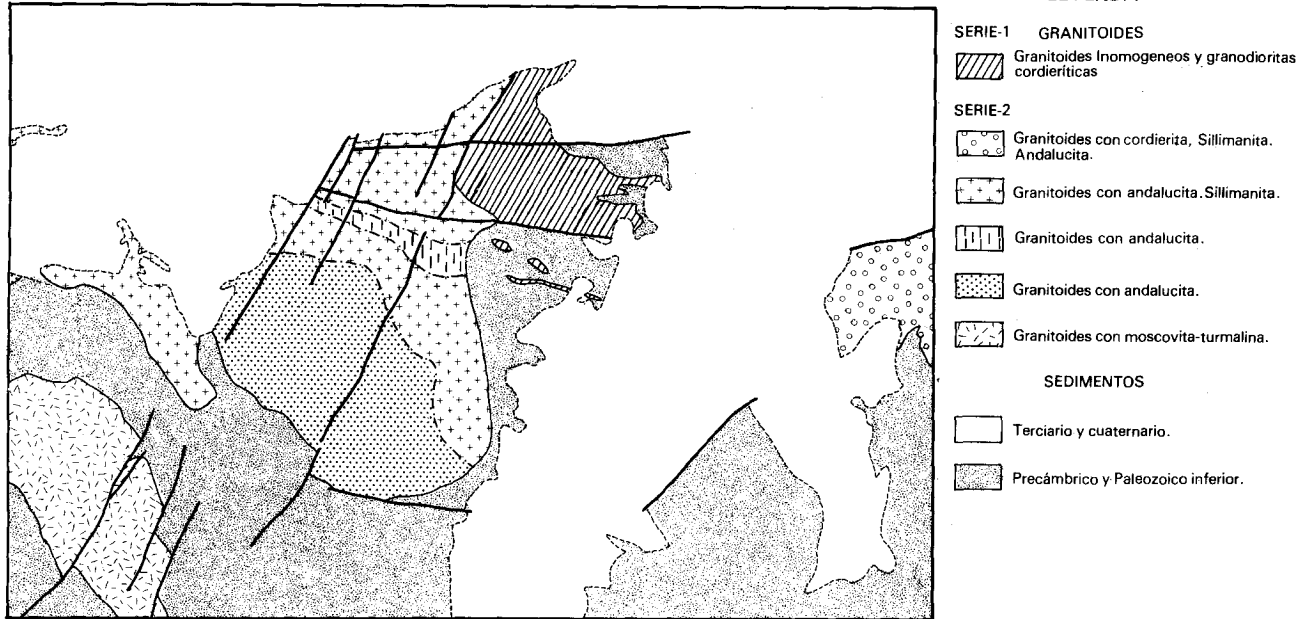 SERIE-1 GRANITOIDES
Granitoides Inomogeneos y granodioritas
cordieríticas
SERIE-2
Granitoides con cordierita, Sillimanita.
Andalucita.
Granitoides con andalucita.Sillimanita.
Granitoides con andalucita.
Granitoides con andalucita.
Granitoides con moscovita-turmalina.
SEDIMENTOS
Terciario y cuaternario.
Precámbrico y Paleozoico inferior.